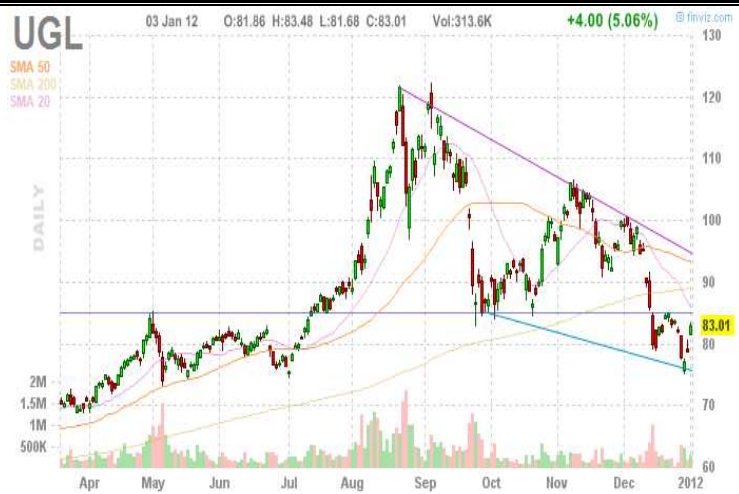 UGL
03 Jan 12 O:81.86 H:83.48 L:81.68 C:83.01 Vol:313.6K +4.00 (5.06%) © finviz.com
SMA 50
SMA 200
SMA 20
DAILY
130
120
110
100
90
83.01
80
70
60
2M
1.5M
1M
500K
Apr May Jun Jul Aug Sep Oct Nov Dec 2012